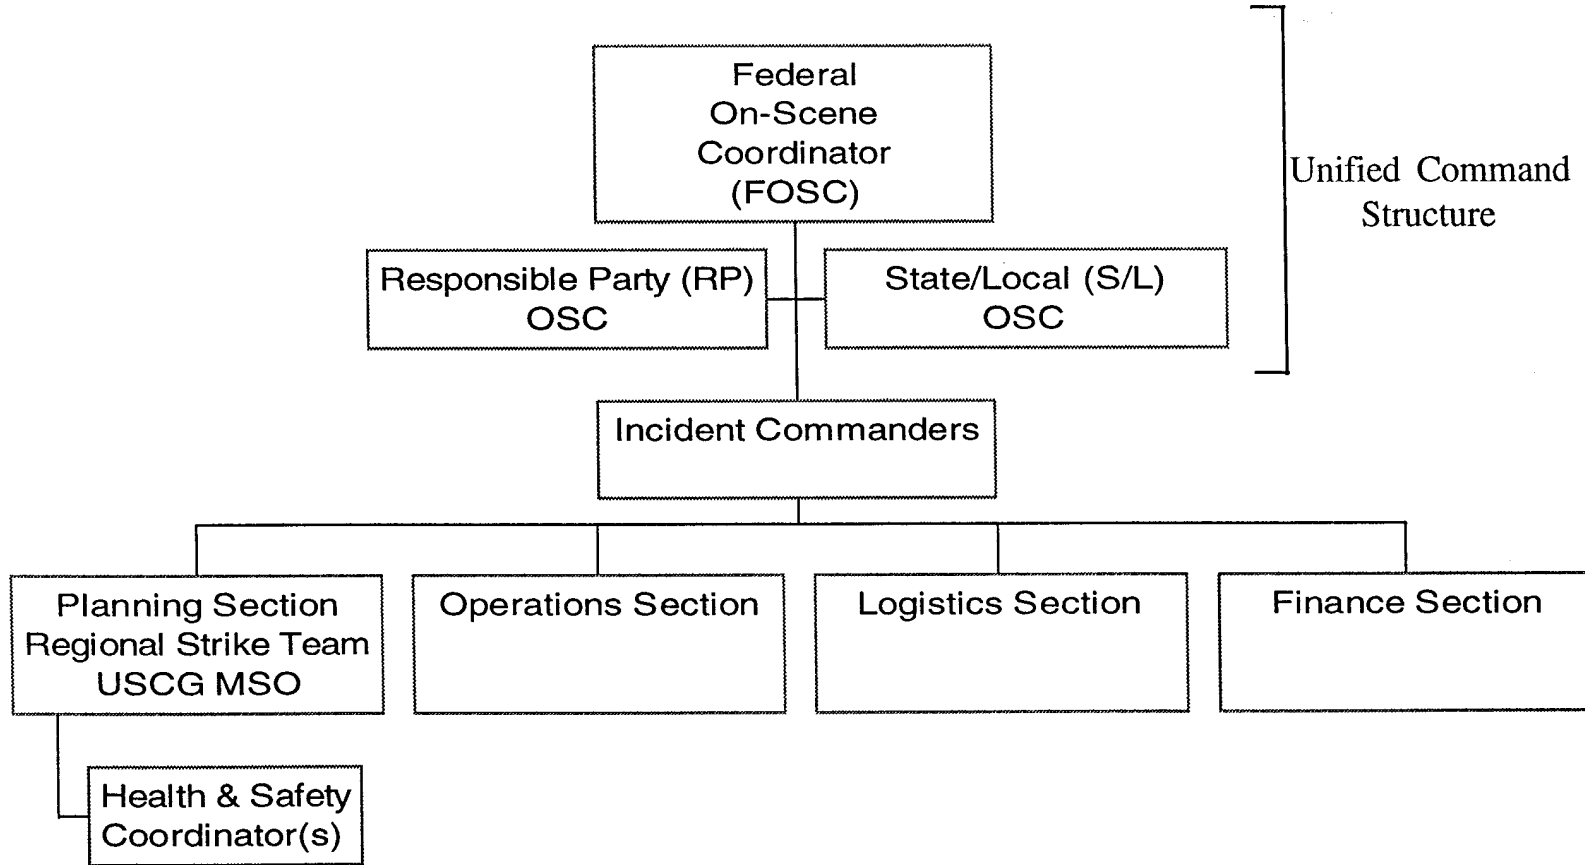 Federal
On-Scene
Coordinator
(FOSC)
Unified Command
Structure
Responsible Party (RP)
OSC
State/Local (S/L)
OSC
Incident Commanders
Planning Section
Regional Strike Team
USCG MSO
Operations Section
Logistics Section
Finance Section
Health & Safety
Coordinator(s)